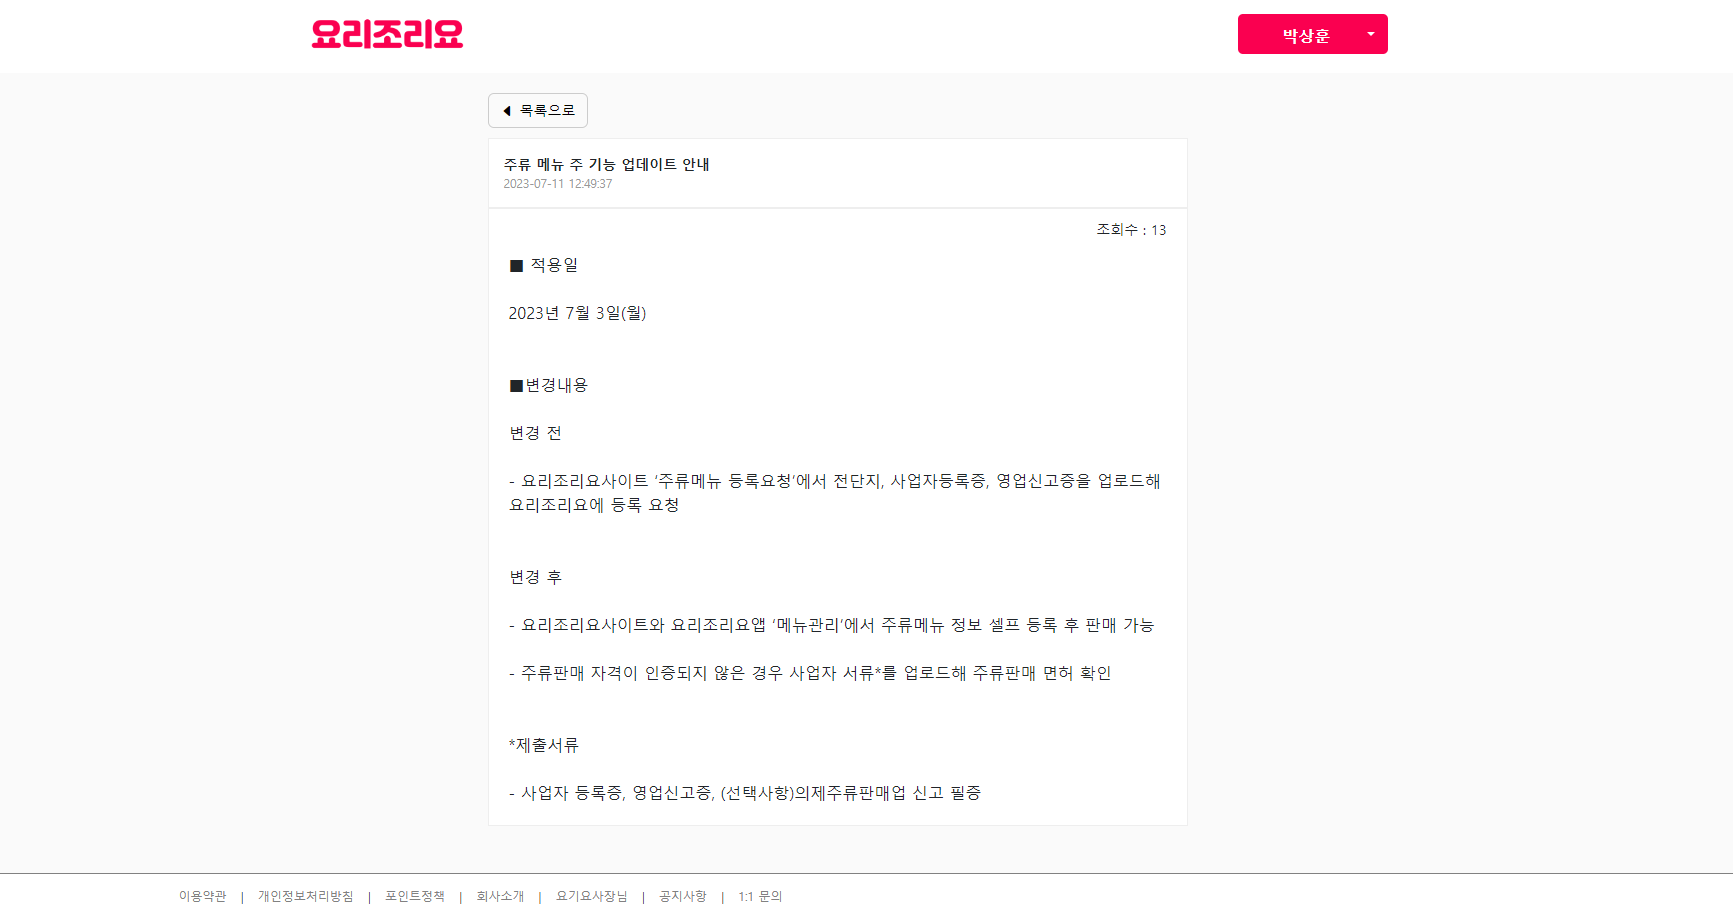 요리조리요
박상훈
목록으로
주류 메뉴 주 기능 업데이트 안내
2023-07-11 12:49:37
조회수 : 13
■ 적용일
2023년 7월 3일(월)
■변경내용
변경 전
- 요리조리요사이트 ‘주류메뉴 등록요청’에서 전단지, 사업자등록증, 영업신고증을 업로드해
요리조리요에 등록 요청
변경 후
- 요리조리요사이트와 요리조리요앱 ‘메뉴관리’에서 주류메뉴 정보 셀프 등록 후 판매 가능
- 주류판매 자격이 인증되지 않은 경우 사업자 서류*를 업로드해 주류판매 면허 확인
*제출서류
- 사업자 등록증, 영업신고증, (선택사항)의제주류판매업 신고 필증
이용약관 | 개인정보처리방침 | 포인트정책 | 회사소개 | 요기요사장님 | 공지사항 | 1:1 문의